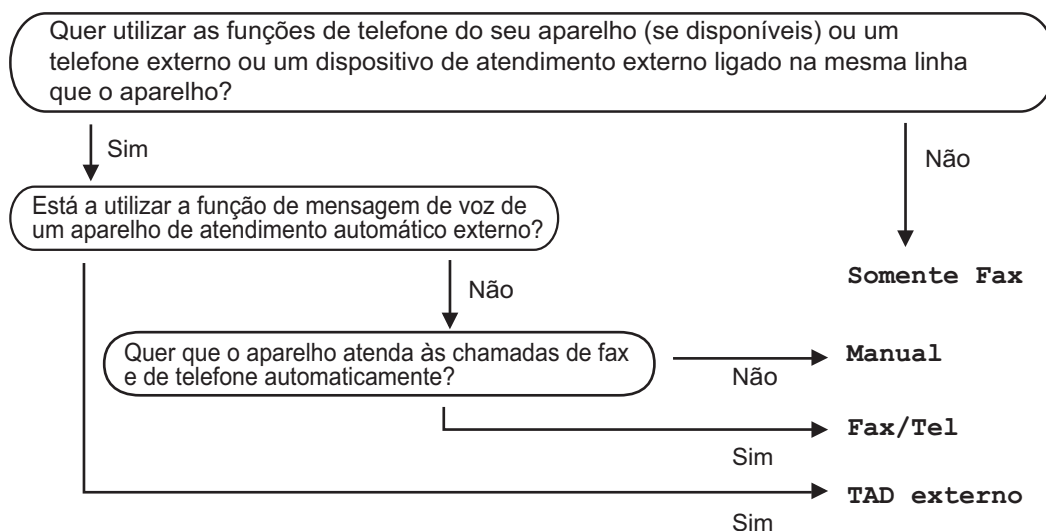 Quer utilizar as funções de telefone do seu aparelho (se disponíveis) ou um
telefone externo ou um dispositivo de atendimento externo ligado na mesma linha
que o aparelho?
Sim
Não
Está a utilizar a função de mensagem de voz de
um aparelho de atendimento automático externo?
Somente Fax
Não
Quer que o aparelho atenda às chamadas de fax
e de telefone automaticamente?
Manual
Não
Fax/Tel
Sim
TAD externo
Sim